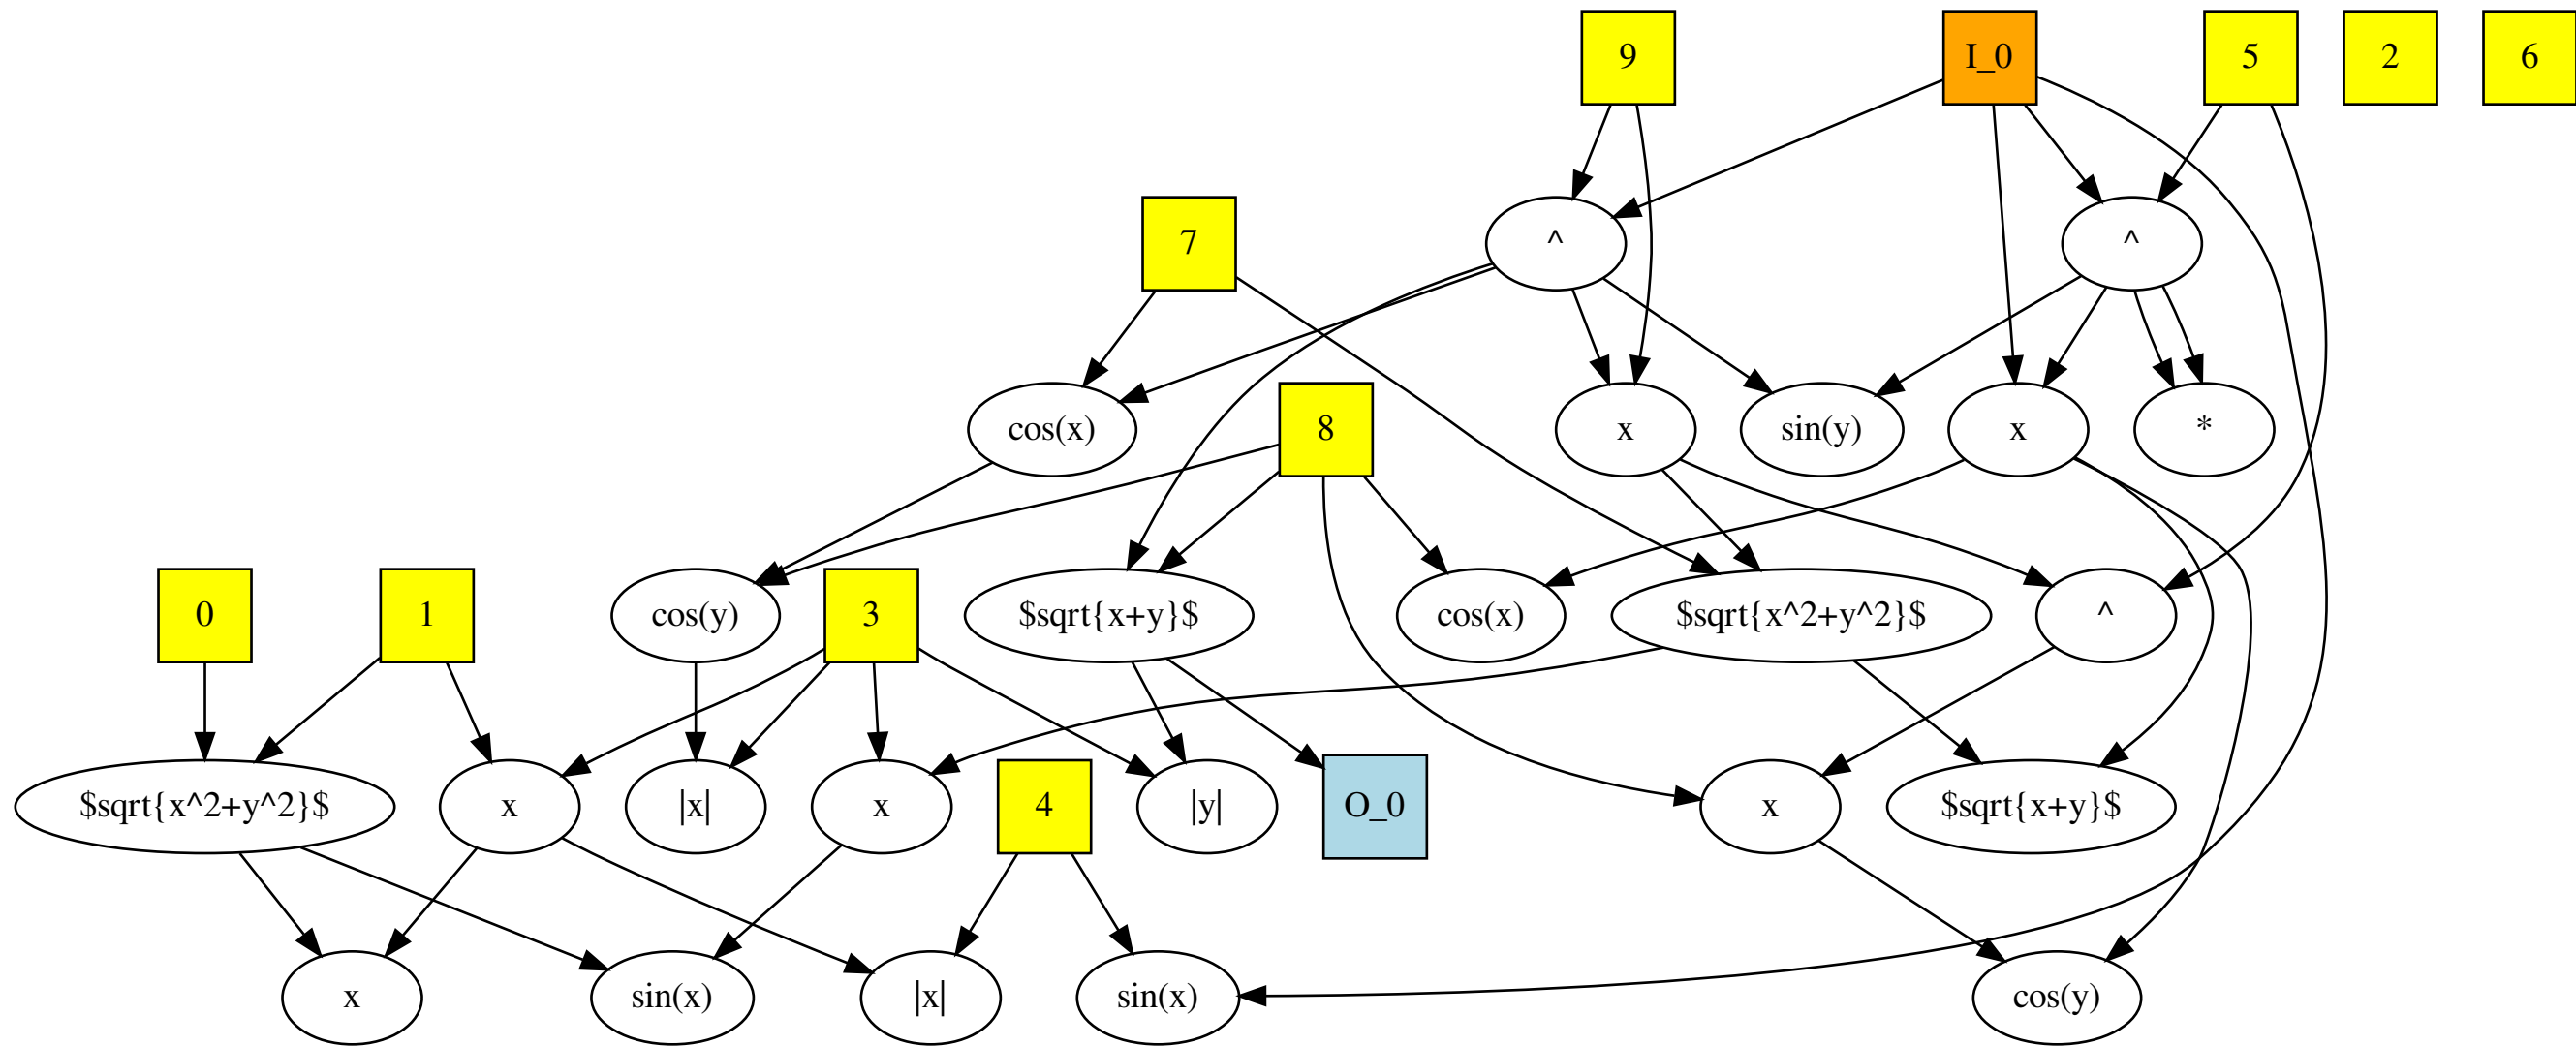 9
I_0
5
2
6
7
^
^
cos(x)
8
x
sin(y)
x
*
0
1
cos(y)
3
$sqrt{x+y}$
cos(x)
$sqrt{x^2+y^2}$
^
$sqrt{x^2+y^2}$
x
|x|
x
4
|y|
O_0
x
$sqrt{x+y}$
x
sin(x)
|x|
sin(x)
cos(y)